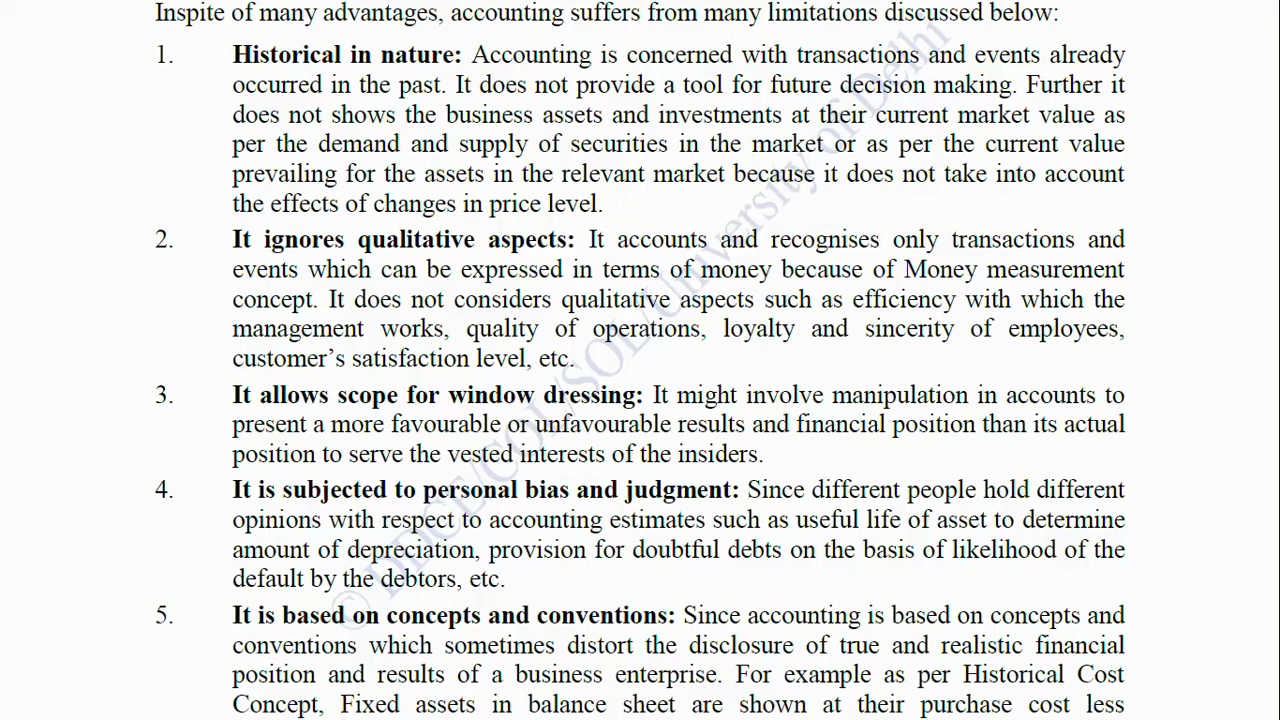 Inspite of many advantages, accounting suffers from many limitations discussed below:
1. Historical in nature: Accounting is concerned with transactions and events already
occurred in the past. It does not provide a tool for future decision making. Further it
does not shows the business assets and investments at their current market value as
per the demand and supply of securities in the market or as per the current value
prevailing for the assets in the relevant market because it does not take into account
the effects of changes in price level.
2. It ignores qualitative aspects: It accounts and recognises only transactions and
events which can be expressed in terms of money because of Money measurement
concept. It does not considers qualitative aspects such as efficiency with which the
management works, quality of operations, loyalty and sincerity of employees,
customer’s satisfaction level, etc.
3. It allows scope for window dressing: It might involve manipulation in accounts to
present a more favourable or unfavourable results and financial position than its actual
position to serve the vested interests of the insiders.
4. It is subjected to personal bias and judgment: Since different people hold different
opinions with respect to accounting estimates such as useful life of asset to determine
amount of depreciation, provision for doubtful debts on the basis of likelihood of the
default by the debtors, etc.
5. It is based on concepts and conventions: Since accounting is based on concepts and
conventions which sometimes distort the disclosure of true and realistic financial
position and results of a business enterprise. For example as per Historical Cost
Concept, Fixed assets in balance sheet are shown at their purchase cost less
© DDCE/COL/SOL/University of Delhi